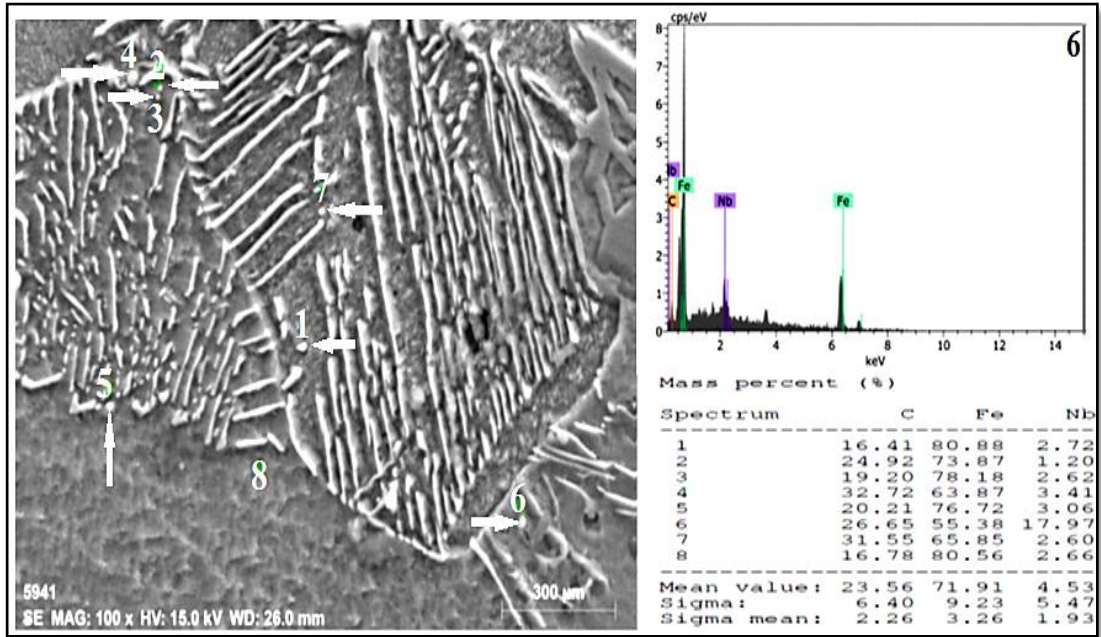 4
2
3
7
1
5
8
6
5941
300 µm
SE MAG: 100 x HV: 15.0 kV WD: 26.0 mm
cps/eV
6
8
7
6
5
4
3
2
1
0
Nb
Fe
C
Nb
Fe
2 4 6 8 10 12 14
keV
Mass percent (%)
Spectrum C Fe Nb
1 16.41 80.88 2.72
2 24.92 73.87 1.20
3 19.20 78.18 2.62
4 32.72 63.87 3.41
5 20.21 76.72 3.06
6 26.65 55.38 17.97
7 31.55 65.85 2.60
8 16.78 80.56 2.66
Mean value: 23.56 71.91 4.53
Sigma: 6.40 9.23 5.47
Sigma mean: 2.26 3.26 1.93